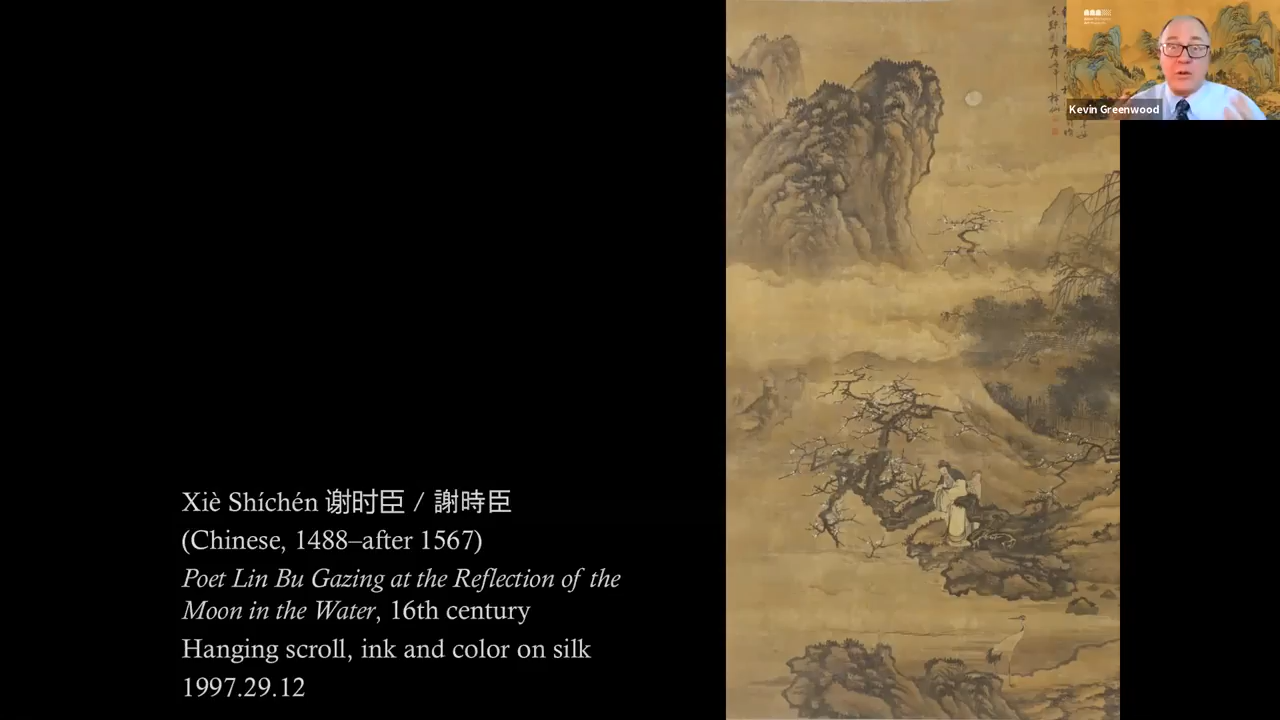 Xiè Shíchén 谢时臣 / 謝時臣
(Chinese, 1488–after 1567)
Poet Lin Bu Gazing at the Reflection of the
Moon in the Water, 16th century
Hanging scroll, ink and color on silk
1997.29.12
Kevin Greenwood